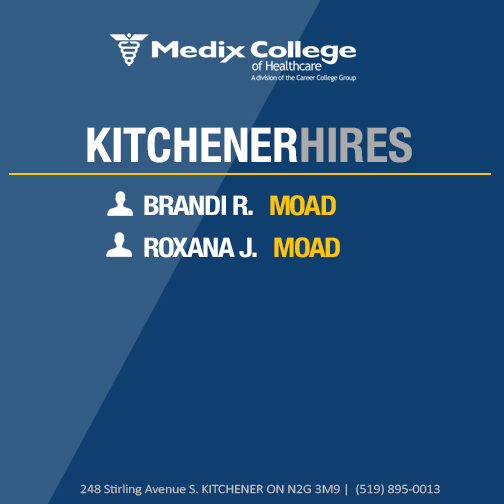 Medix College
of Healthcare
A division of the Career College Group
KITCHENERHIRES
BRANDI R. MOAD
ROXANA J. MOAD
248 Stirling Avenue S. KITCHENER ON N2G 3M9 | (519) 895-0013